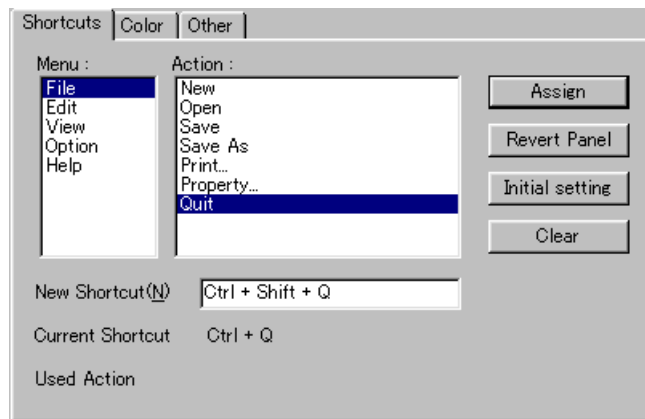 Shortcuts Color Other
Menu : Action :
File
Edit
View
Option
Help
New
Open
Save
Save As
Print...
Property...
Quit
Assign
Revert Panel
Initial setting
Clear
New Shortcut(N) Ctrl + Shift + Q
Current Shortcut Ctrl + Q
Used Action